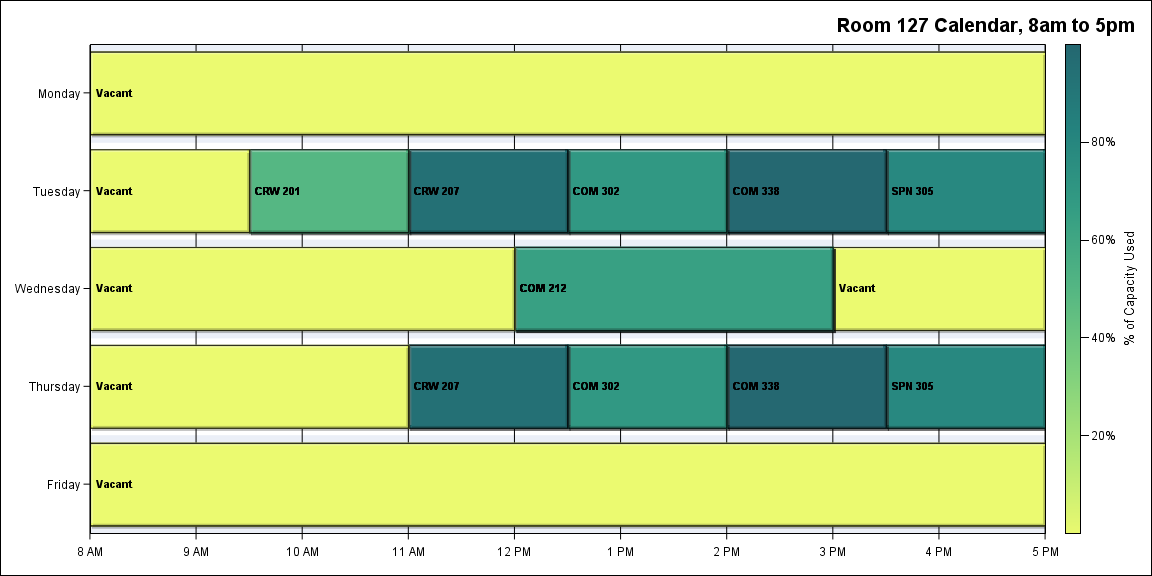 Room 127 Calendar, 8am to 5pm
Monday
Vacant
Tuesday
Vacant
CRW 201
CRW 207
COM 302
COM 338
SPN 305
Wednesday
Vacant
COM 212
Vacant
Thursday
Vacant
CRW 207
COM 302
COM 338
SPN 305
Friday
Vacant
8 AM
9 AM
10 AM
11 AM
12 PM
1 PM
2 PM
3 PM
4 PM
5 PM
80%
60%
40%
20%
% of Capacity Used